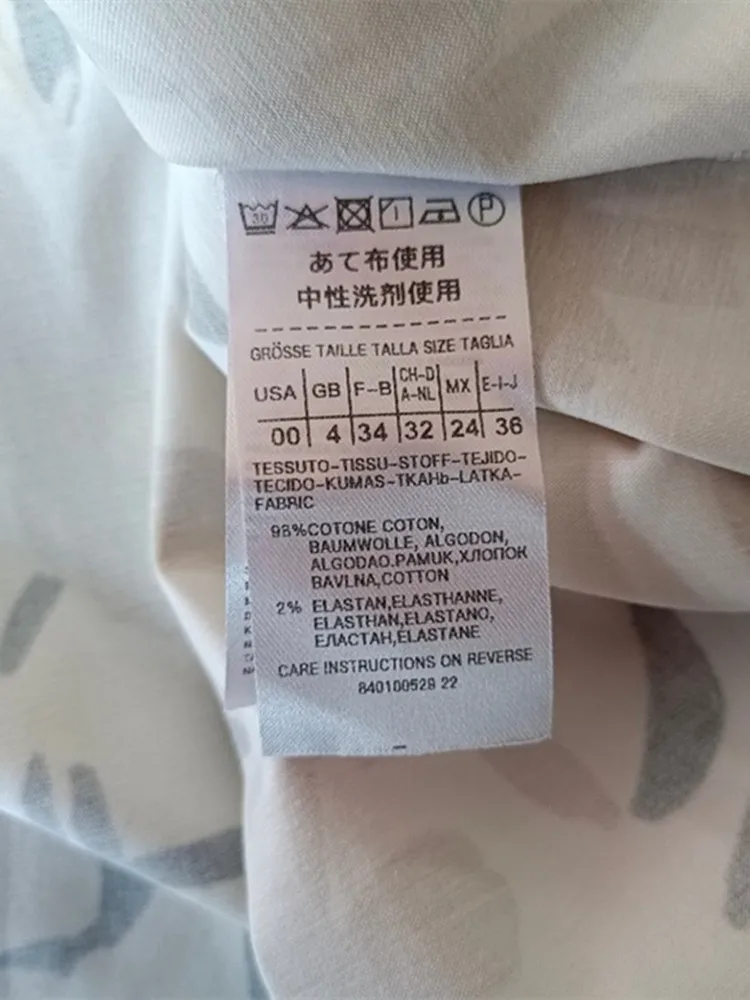 30
P
あて布使用
中性洗剤使用
GRÖSSE TAILLE TALLA SIZE TAGLIA
USA GB F-B CH-D A-NL MX E-I-J
00 4 34 32 24 36
TESSUTO-TISSU-STOFF-TEJIDO-
TECIDO-KUMAS-TKAHb-LATKA-
FABRIC
98% COTONE COTON,
BAUMWOLLE, ALGODON,
ALGODAO.PAMUK,ХЛОПОК
BAVLNA,COTTON
2% ELASTAN,ELASTHANNE,
ELASTHAN,ELASTANO,
ЕЛАСТАН,ELASTANE
CARE INSTRUCTIONS ON REVERSE
840100529 22